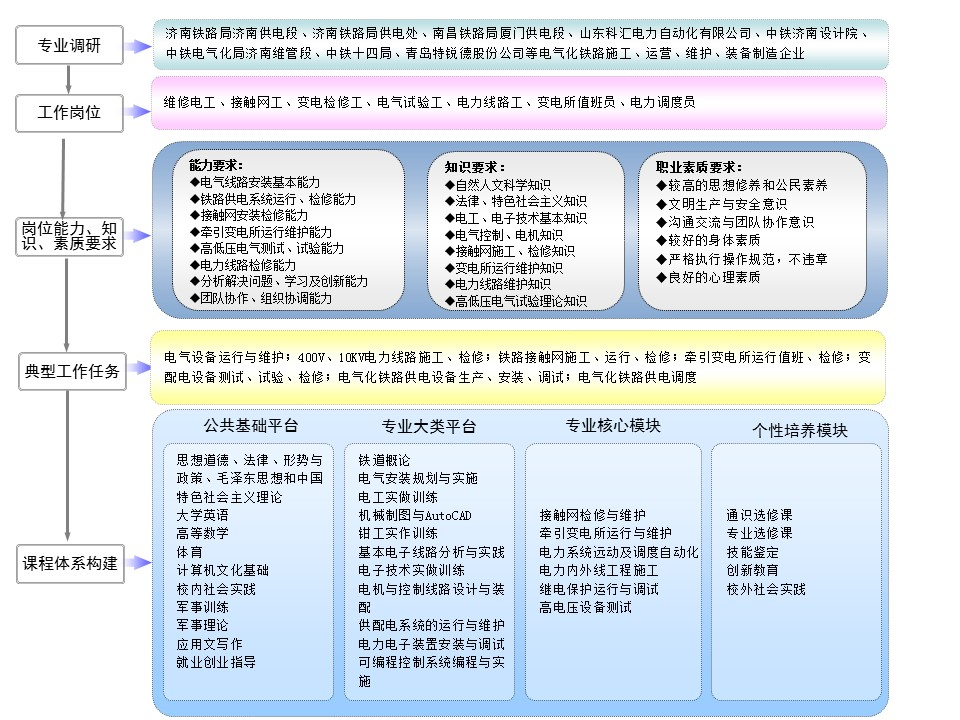 专业调研
济南铁路局济南供电段、济南铁路局供电处、南昌铁路局厦门供电段、山东科汇电力自动化有限公司、中铁济南设计院、
中铁电气化局济南维管段、中铁十四局、青岛特锐德股份公司等电气化铁路施工、运营、维护、装备制造企业
工作岗位
维修电工、接触网工、变电检修工、电气试验工、电力线路工、变电所值班员、电力调度员
岗位能力、知
识、素质要求
能力要求：
◆电气线路安装基本能力
◆铁路供电系统运行、检修能力
◆接触网安装检修能力
◆牵引变电所运行维护能力
◆高低压电气测试、试验能力
◆电力线路检修能力
◆分析解决问题、学习及创新能力
◆团队协作、组织协调能力
知识要求：
◆自然人文科学知识
◆法律、特色社会主义知识
◆电工、电子技术基本知识
◆电气控制、电机知识
◆接触网施工、检修知识
◆变电所运行维护知识
◆电力线路维护知识
◆高低压电气试验理论知识
职业素质要求：
◆较高的思想修养和公民素养
◆文明生产与安全意识
◆沟通交流与团队协作意识
◆较好的身体素质
◆严格执行操作规范，不违章
◆良好的心理素质
典型工作任务
电气设备运行与维护；400V、10KV电力线路施工、检修；铁路接触网施工、运行、检修；牵引变电所运行值班、检修；变
配电设备测试、试验、检修；电气化铁路供电设备生产、安装、调试；电气化铁路供电调度
课程体系构建
公共基础平台
思想道德、法律、形势与
政策、毛泽东思想和中国
特色社会主义理论
大学英语
高等数学
体育
计算机文化基础
校内社会实践
军事训练
军事理论
应用文写作
就业创业指导
专业大类平台
铁道概论
电气安装规划与实施
电工实做训练
机械制图与AutoCAD
钳工实作训练
基本电子线路分析与实践
电子技术实做训练
电机与控制线路设计与装
配
供配电系统的运行与维护
电力电子装置安装与调试
可编程控制系统编程与实
施
专业核心模块
接触网检修与维护
牵引变电所运行与维护
电力系统远动及调度自动化
电力内外线工程施工
继电保护运行与调试
高电压设备测试
个性培养模块
通识选修课
专业选修课
技能鉴定
创新教育
校外社会实践